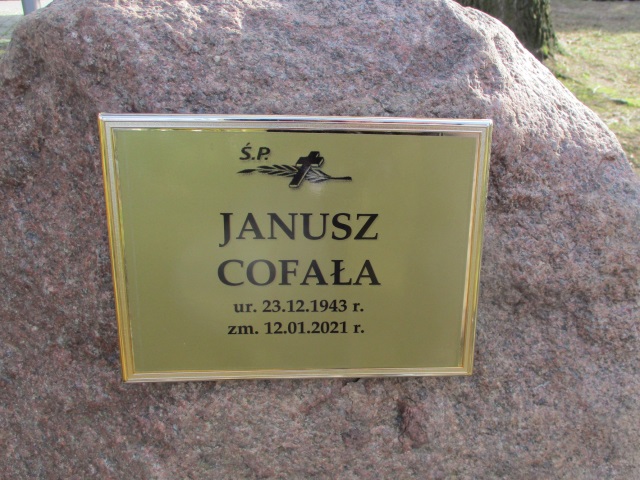 Ś.P.
JANUSZ
COFAŁA
ur. 23.12.1943 r.
zm. 12.01.2021 r.